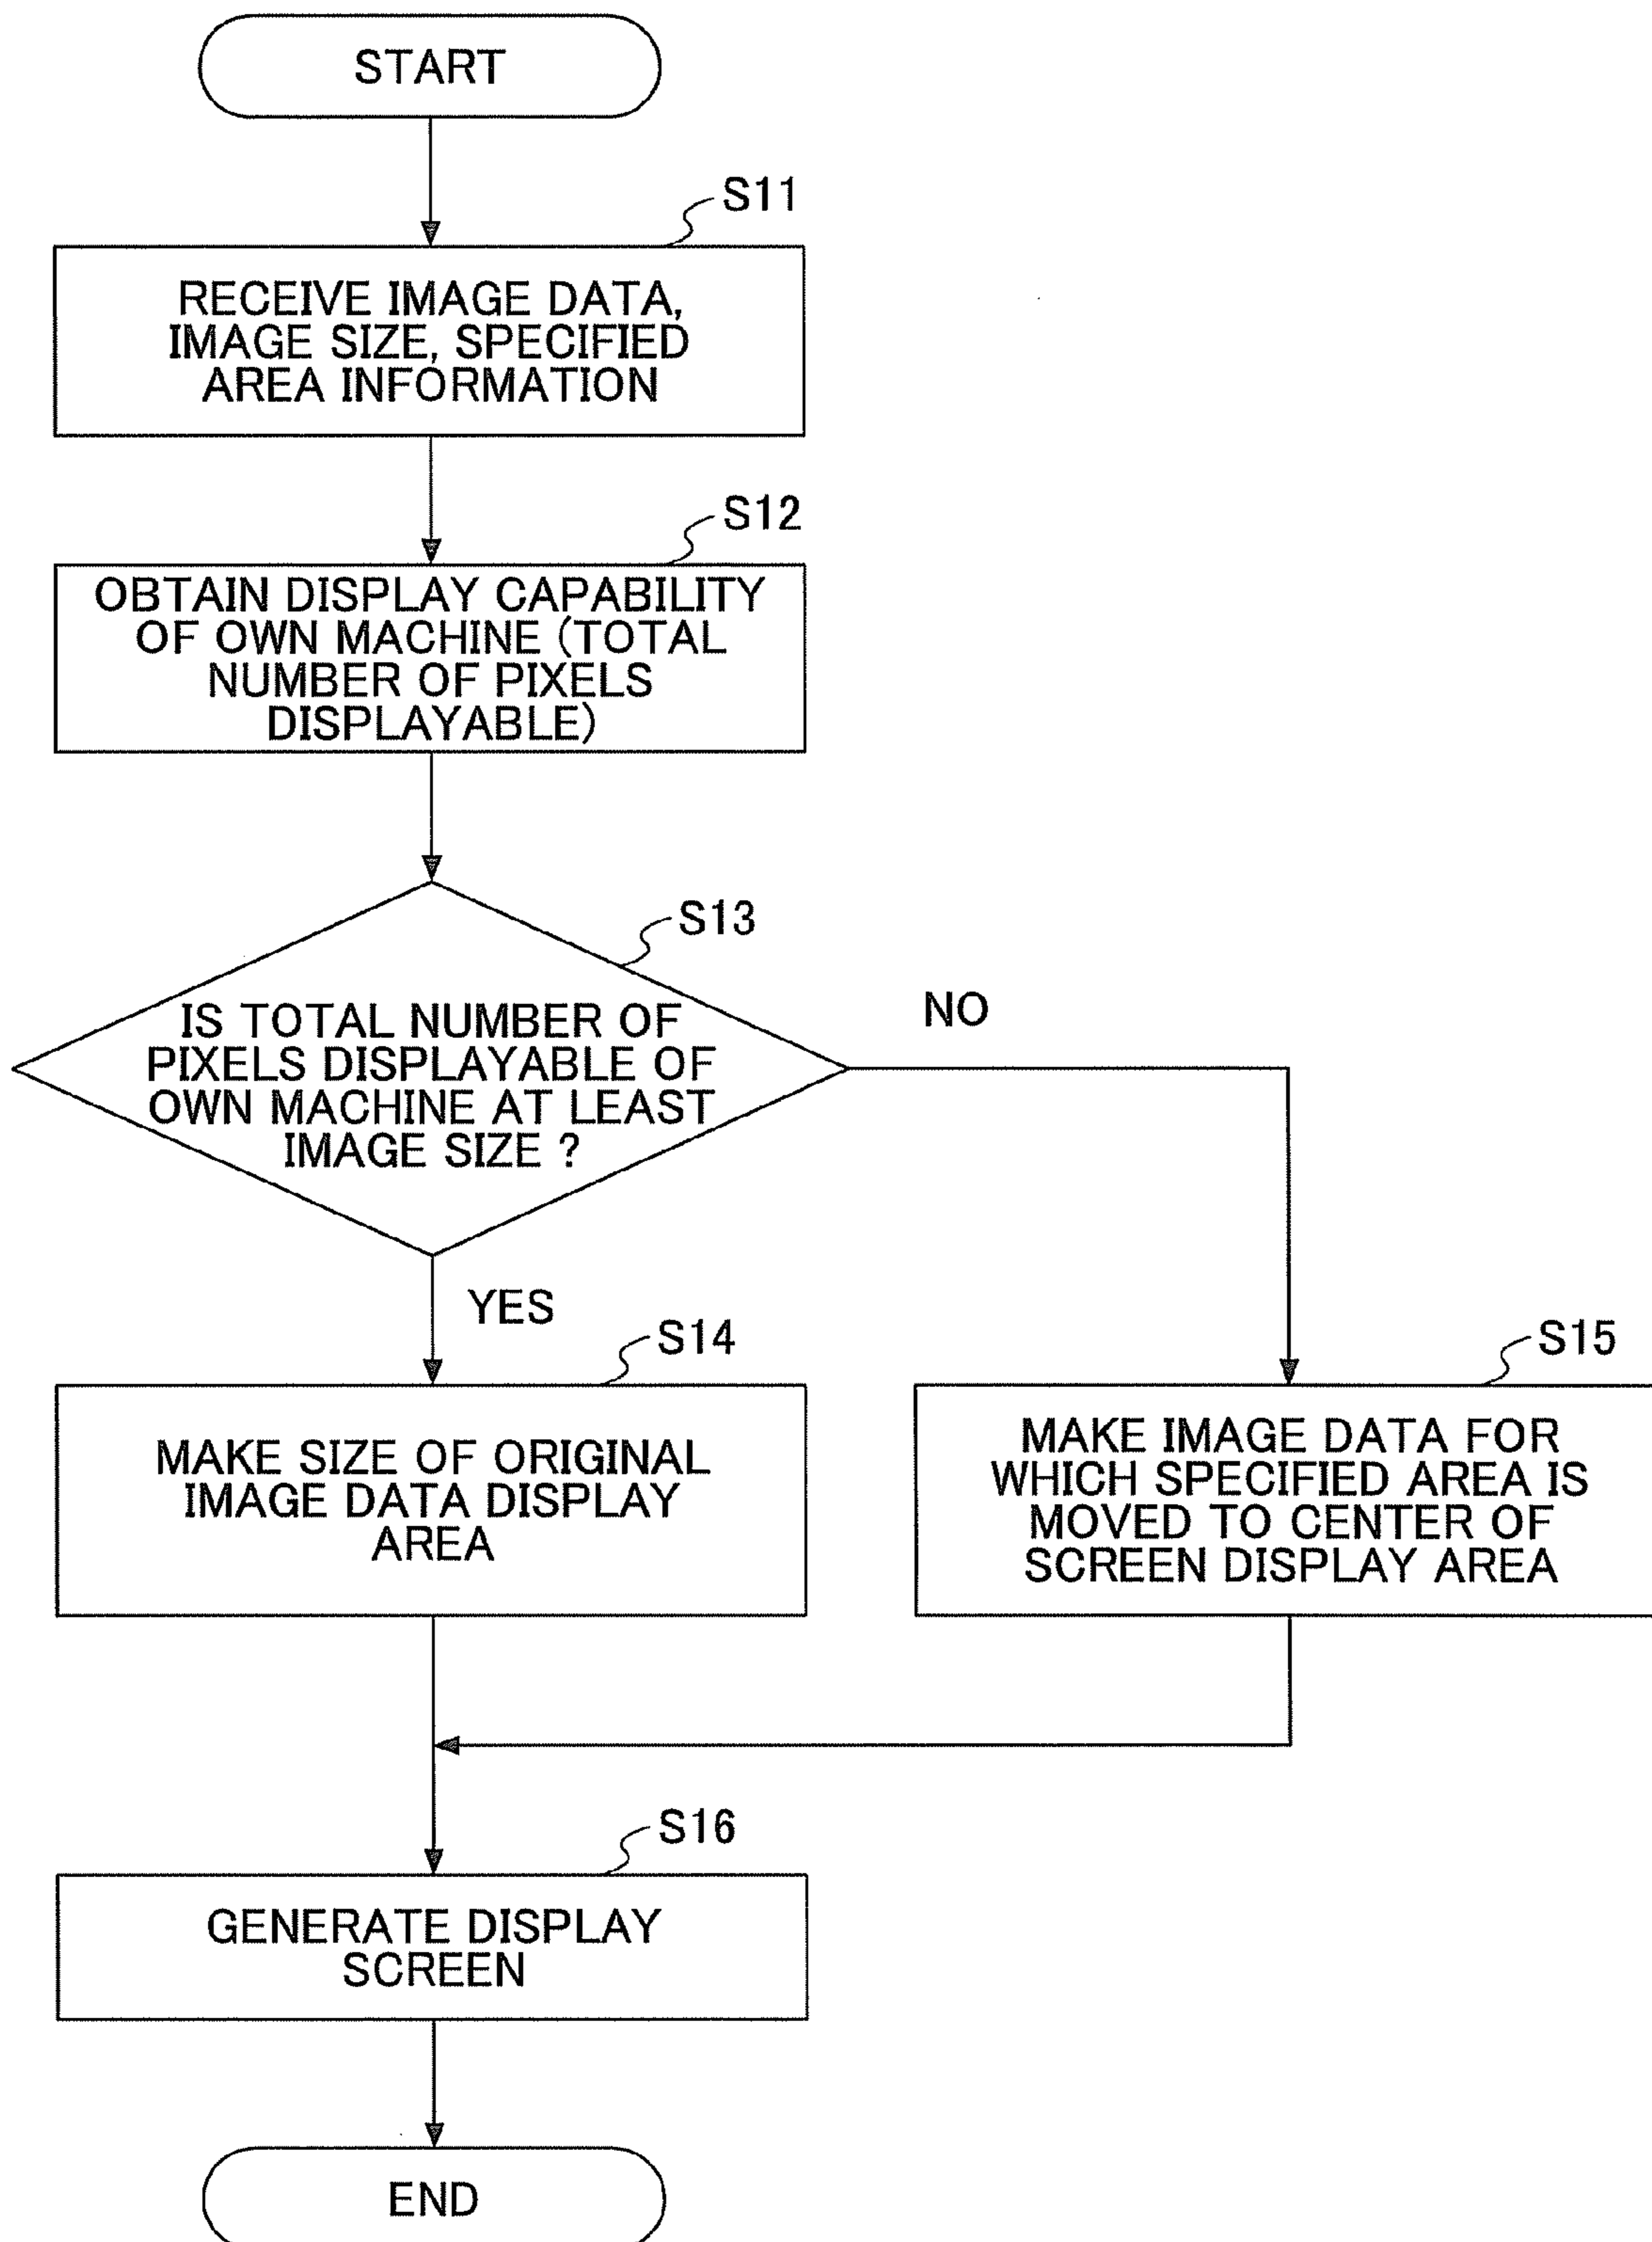 START
S11
RECEIVE IMAGE DATA,
IMAGE SIZE, SPECIFIED
AREA INFORMATION
S12
OBTAIN DISPLAY CAPABILITY
OF OWN MACHINE (TOTAL
NUMBER OF PIXELS
DISPLAYABLE)
S13
IS TOTAL NUMBER OF
PIXELS DISPLAYABLE OF
OWN MACHINE AT LEAST
IMAGE SIZE ?
NO
YES
S14
MAKE SIZE OF ORIGINAL
IMAGE DATA DISPLAY
AREA
S15
MAKE IMAGE DATA FOR
WHICH SPECIFIED AREA IS
MOVED TO CENTER OF
SCREEN DISPLAY AREA
S16
GENERATE DISPLAY
SCREEN
END